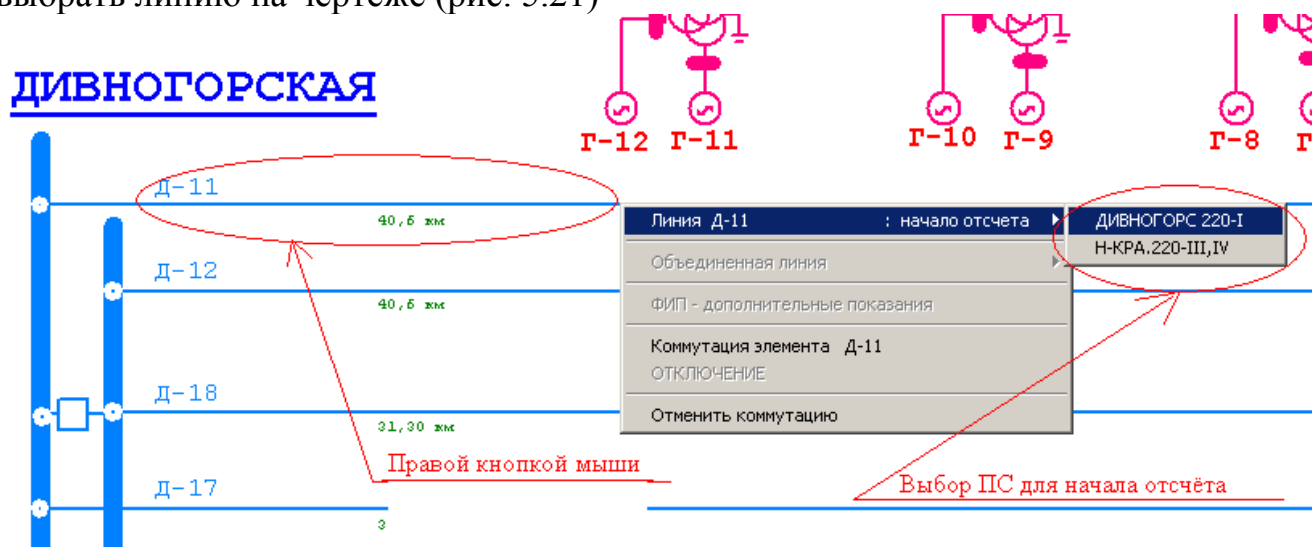 выбрать линию на чертеже (рис. 5.21)
ДИВНОГОРСКАЯ
Г-12 Г-11 Г-10 Г-9 Г-8
Д-11
40,6 км
Линия Д-11 : начало отсчета
ДИВНОГОРС 220-I
Н-КРА.220-III,IV
Д-12
40,6 км
Объединенная линия
ФИП - дополнительные показания
Коммутация элемента Д-11
ОТКЛЮЧЕНИЕ
Отменить коммутацию
Д-18
31,30 км
Правой кнопкой мыши
Выбор ПС для начала отсчёта
Д-17
3